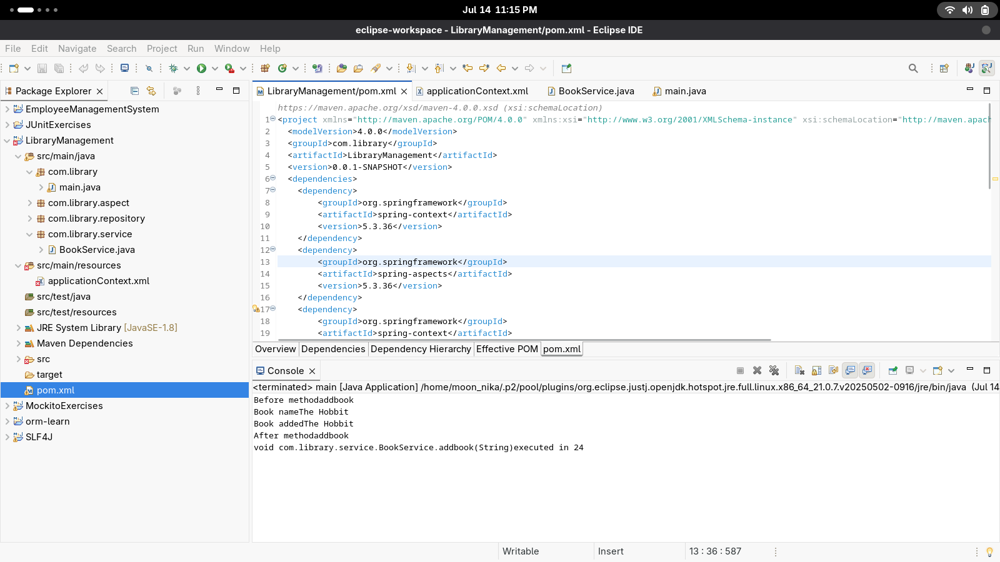 Jul 14 11:15 PM
eclipse-workspace - LibraryManagement/pom.xml - Eclipse IDE
File Edit Navigate Search Project Run Window Help
Package Explorer
EmployeeManagementSystem
JUnitExercises
LibraryManagement
src/main/java
com.library
main.java
com.library.aspect
com.library.repository
com.library.service
BookService.java
src/main/resources
applicationContext.xml
src/test/java
src/test/resources
JRE System Library [JavaSE-1.8]
Maven Dependencies
src
target
pom.xml
MockitoExercises
orm-learn
SLF4J
LibraryManagement/pom.xml applicationContext.xml BookService.java main.java
https://maven.apache.org/xsd/maven-4.0.0.xsd (xsi:schemaLocation)
1 <project xmlns="http://maven.apache.org/POM/4.0.0" xmlns:xsi="http://www.w3.org/2001/XMLSchema-instance" xsi:schemaLocation="http://maven.apach
2 <modelVersion>4.0.0</modelVersion>
3 <groupId>com.library</groupId>
4 <artifactId>LibraryManagement</artifactId>
5 <version>0.0.1-SNAPSHOT</version>
6 <dependencies>
7 <dependency>
8 <groupId>org.springframework</groupId>
9 <artifactId>spring-context</artifactId>
10 <version>5.3.36</version>
11 </dependency>
12 <dependency>
13 <groupId>org.springframework</groupId>
14 <artifactId>spring-aspects</artifactId>
15 <version>5.3.36</version>
16 </dependency>
17 <dependency>
18 <groupId>org.springframework</groupId>
19 <artifactId>spring-context</artifactId>
Overview Dependencies Dependency Hierarchy Effective POM pom.xml
Console
<terminated> main [Java Application] /home/moon_nika/.p2/pool/plugins/org.eclipse.justj.openjdk.hotspot.jre.full.linux.x86_64_21.0.7.v20250502-0916/jre/bin/java (Jul 14
Before methodaddbook
Book nameThe Hobbit
Book addedThe Hobbit
After methodaddbook
void com.library.service.BookService.addbook(String)executed in 24
Writable Insert 13 : 36 : 587